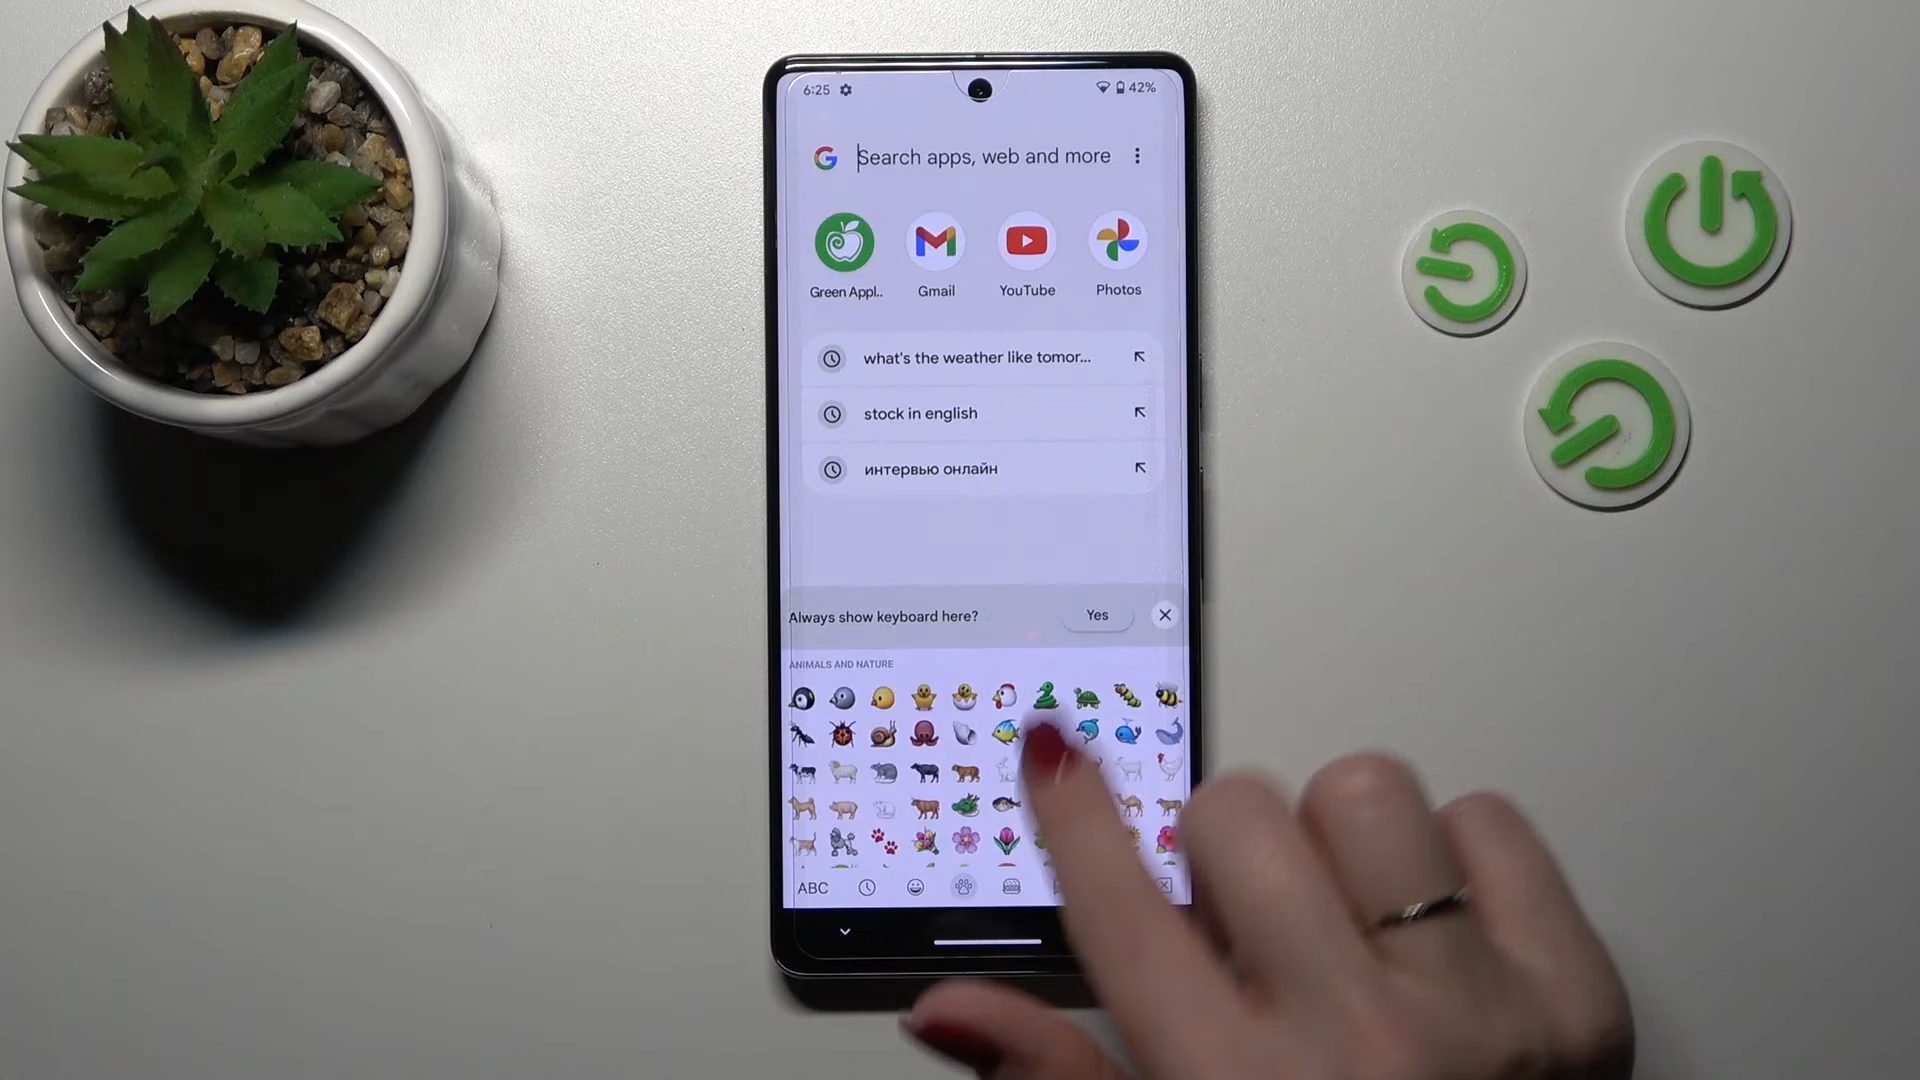 6:25
42%
Search apps, web and more
Green Appl..
Gmail
YouTube
Photos
what's the weather like tomor...
stock in english
интервью онлайн
Always show keyboard here?
Yes
ANIMALS AND NATURE
ABC